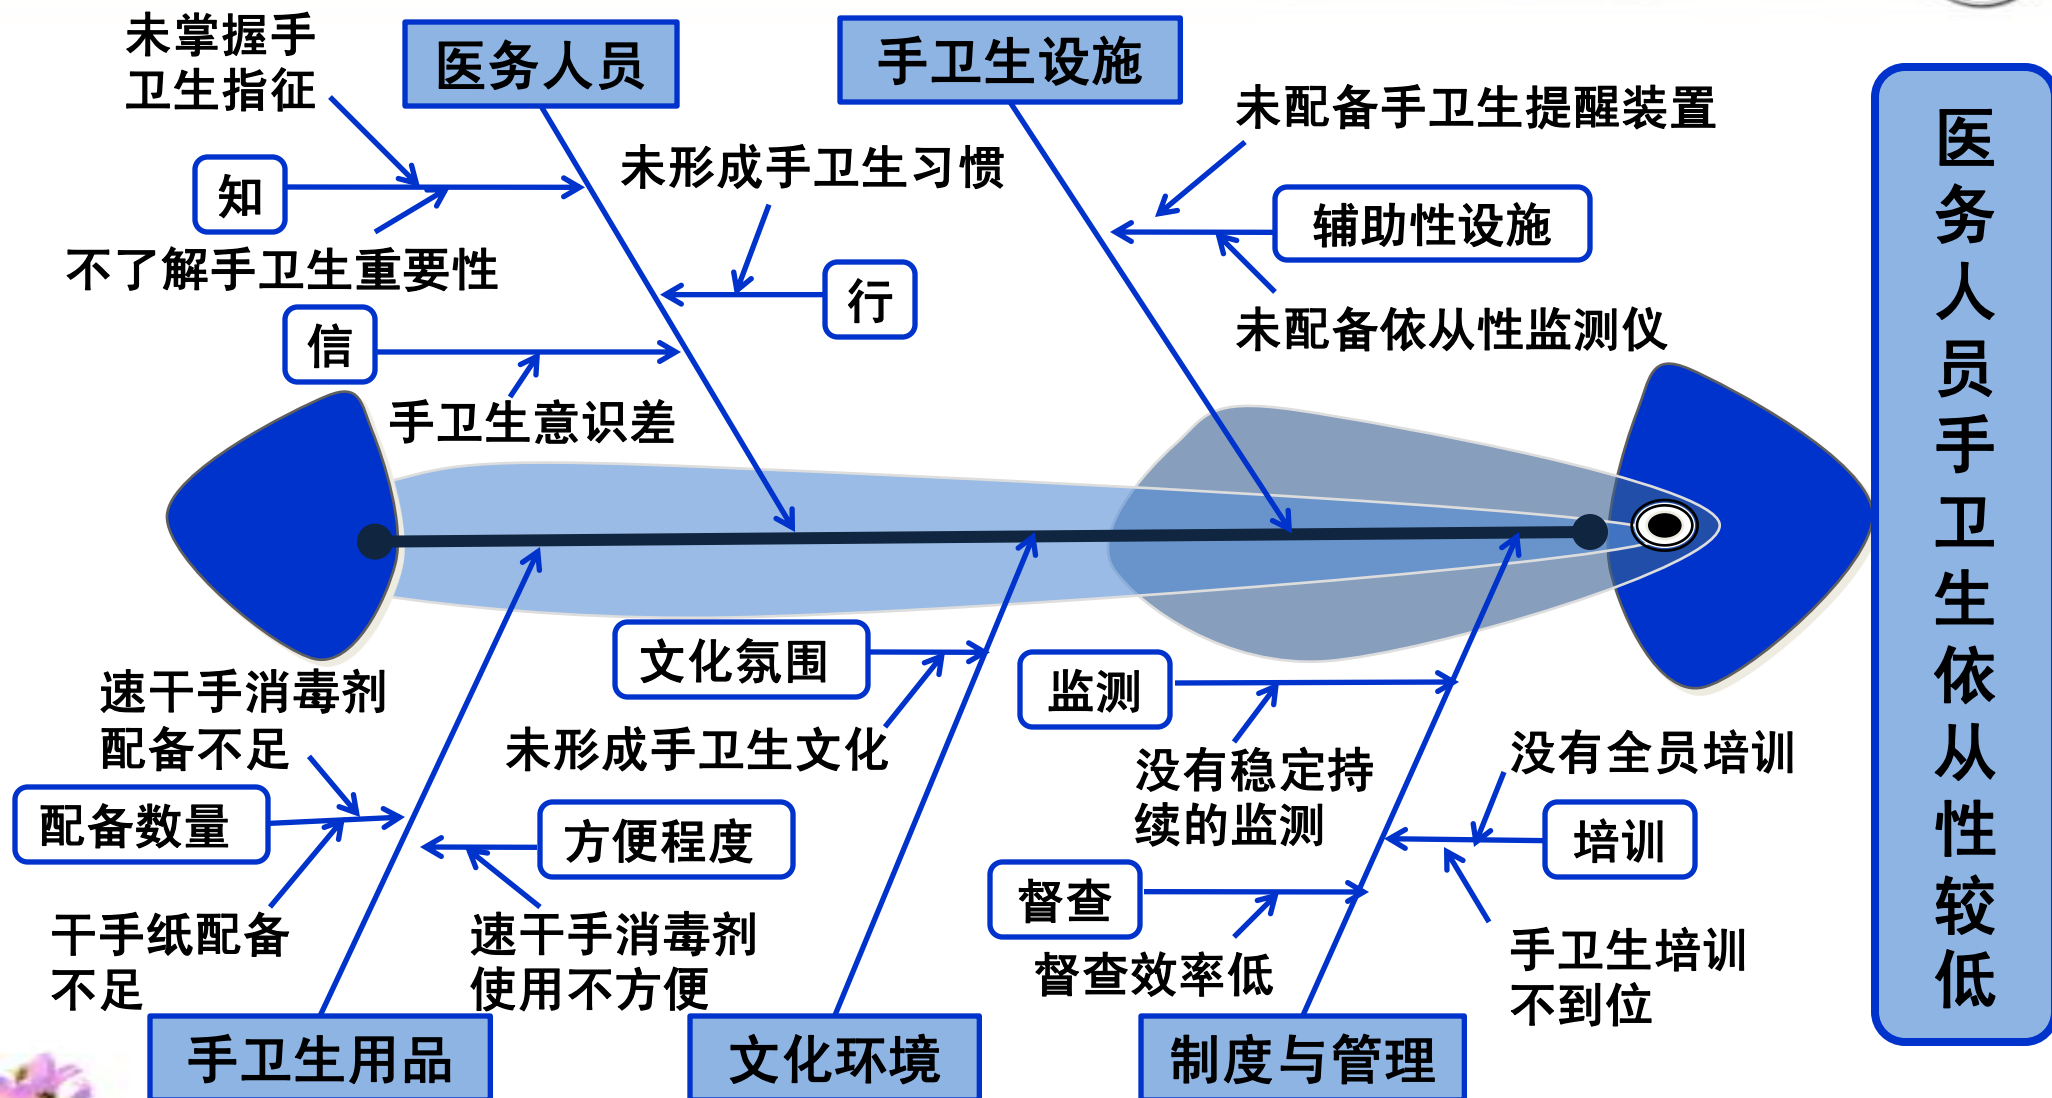 未掌握手
卫生指征
医务人员
手卫生设施
未配备手卫生提醒装置
未形成手卫生习惯
知
辅助性设施
不了解手卫生重要性
行
信
未配备依从性监测仪
手卫生意识差
医务人员手卫生依从性较低
速干手消毒剂
配备不足
文化氛围
监测
未形成手卫生文化
没有稳定持
续的监测
没有全员培训
配备数量
方便程度
培训
督查
干手纸配备
不足
速干手消毒剂
使用不方便
督查效率低
手卫生培训
不到位
手卫生用品
文化环境
制度与管理